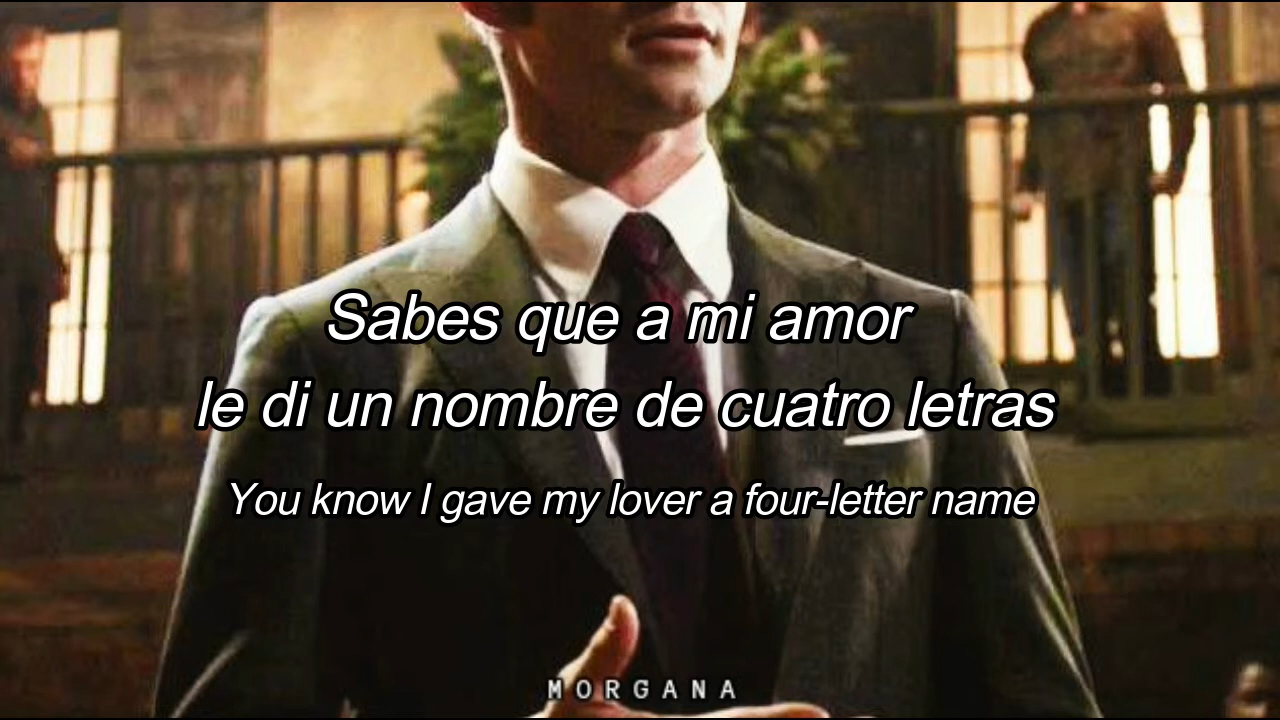 Sabes que a mi amor
le di un nombre de cuatro letras
You know I gave my lover a four-letter name
MORGANA